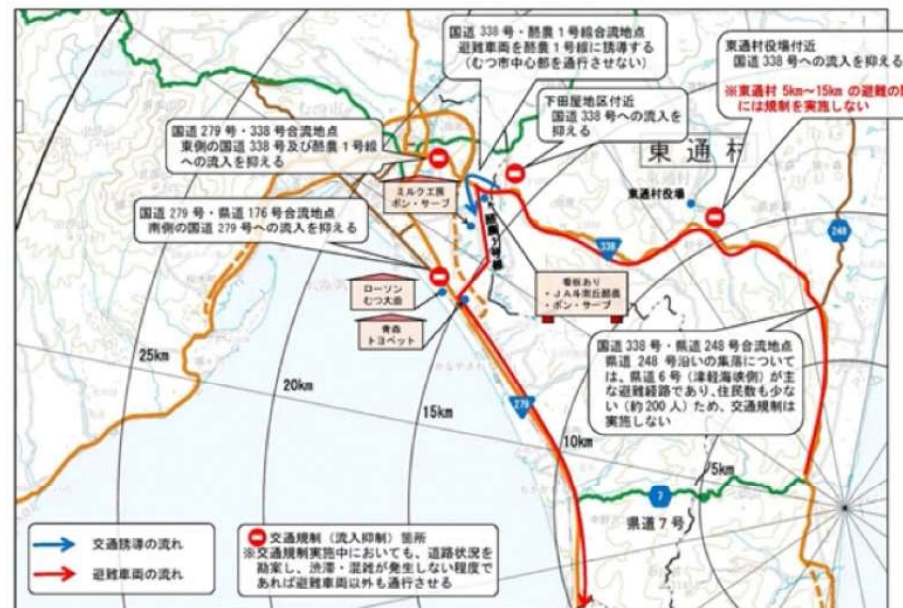 国道 338 号・酪農１号線合流地点
避難車両を酪農１号線に誘導する
（むつ市中心部を通行させない）
東通村役場付近
国道 338 号への流入を抑える
※東通村 5km～15km の避難の
には規制を実施しない
下田屋地区付近
国道 338 号への流入を
抑える
国道 279 号・338 号合流地点
東側の国道 338 号及び酪農１号線
への流入を抑える
東通村
ミルク工房
ボン・サーブ
東通村役場
国道 279 号・県道 176 号合流地点
南側の国道 279 号への流入を抑える
338
248
ローソン
むつ大曲
青森
トヨペット
看板あり
・ＪＡ斗南丘酪農
・ボン・サーブ
国道 338 号・県道 248 号合流地点
県道 248 号沿いの集落について
は、県道６号（津軽海峡側）が主
な避難経路であり、住民数も少な
い（約 200 人）ため、交通規制は
実施しない
25km
20km
15km
279
10km
5km
7
県道７号
交通誘導の流れ
避難車両の流れ
交通規制（流入抑制）箇所
※交通規制実施中においても、道路状況を
勘案し、渋滞・混雑が発生しない程度で
あれば避難車両以外も通行させる